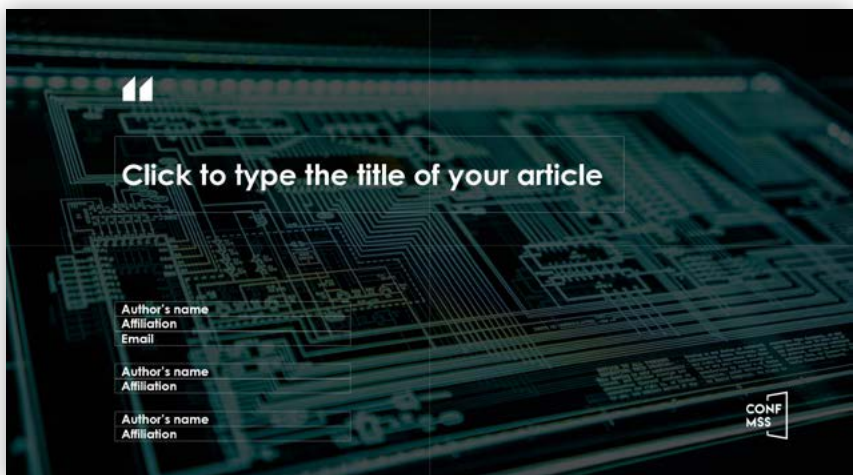 Click to type the title of your article
Author's name
Affiliation
Email
Author's name
Affiliation
Author's name
Affiliation
CONF
MSS